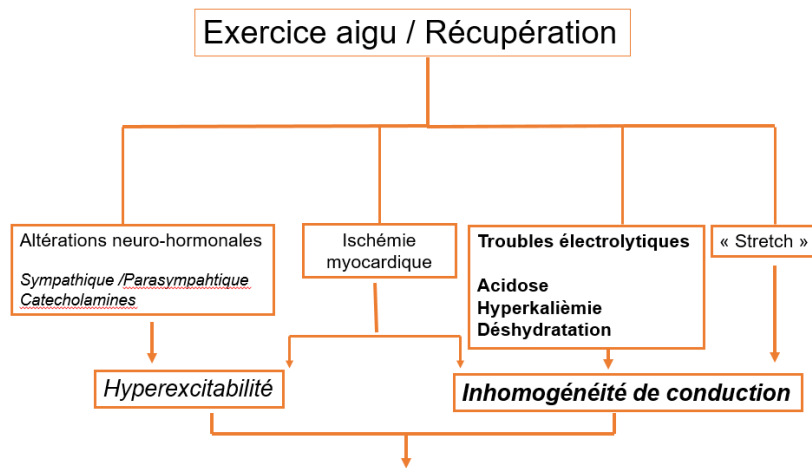 Exercice aigu / Récupération
Altérations neuro-hormonales
Sympathique /Parasympahtique
Catecholamines
Ischémie
myocardique
Troubles électrolytiques
Acidose
Hyperkalièmie
Déshydratation
« Stretch »
Hyperexcitabilité
Inhomogénéité de conduction